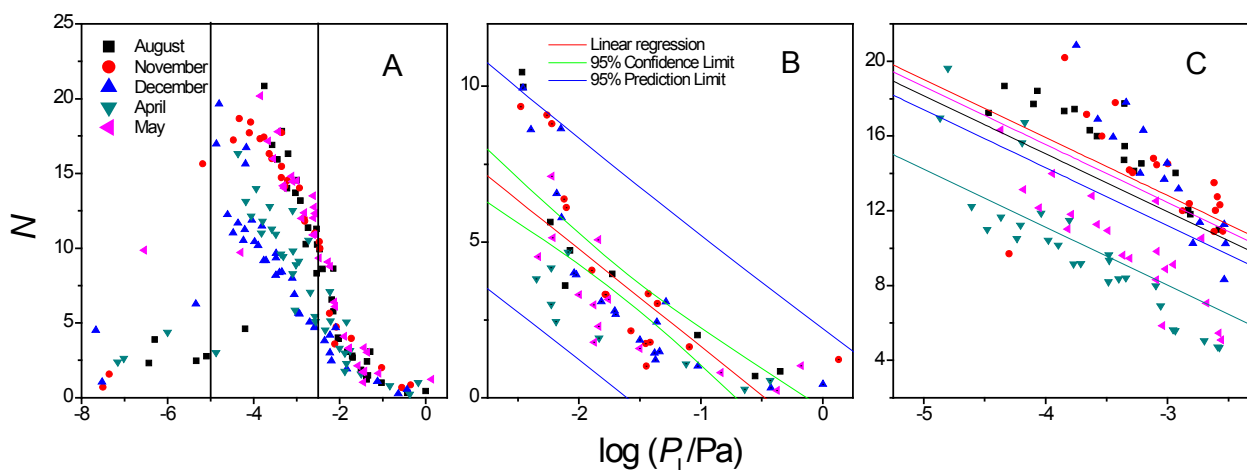 25
20
15
10
5
0
N
August
November
December
April
May
A
-8
-6
-4
-2
0
10
5
0
Linear regression
95% Confidence Limit
95% Prediction Limit
B
-2
-1
0
20
16
12
8
4
C
-5
-4
-3
log (P_L/Pa)